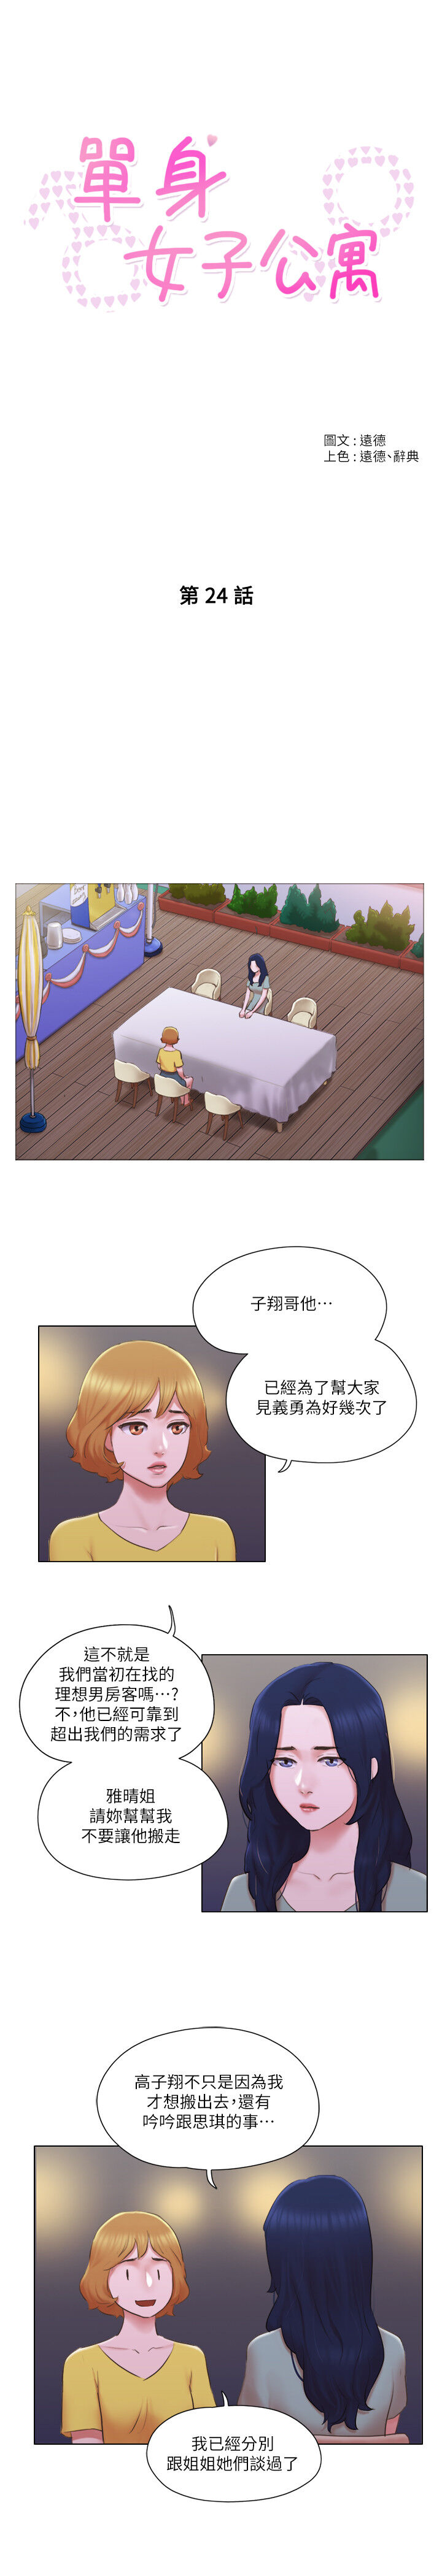 單身
女子公寓
圖文 : 遠德
上色 : 遠德、辭典
第 24 話
子翔哥他…
已經為了幫大家
見義勇為好幾次了
這不就是
我們當初在找的
理想男房客嗎…?
不,他已經可靠到
超出我們的需求了
雅晴姐
請妳幫幫我
不要讓他搬走
高子翔不只是因為我
才想搬出去,還有
吟吟跟思琪的事…
我已經分別
跟姐姐她們談過了